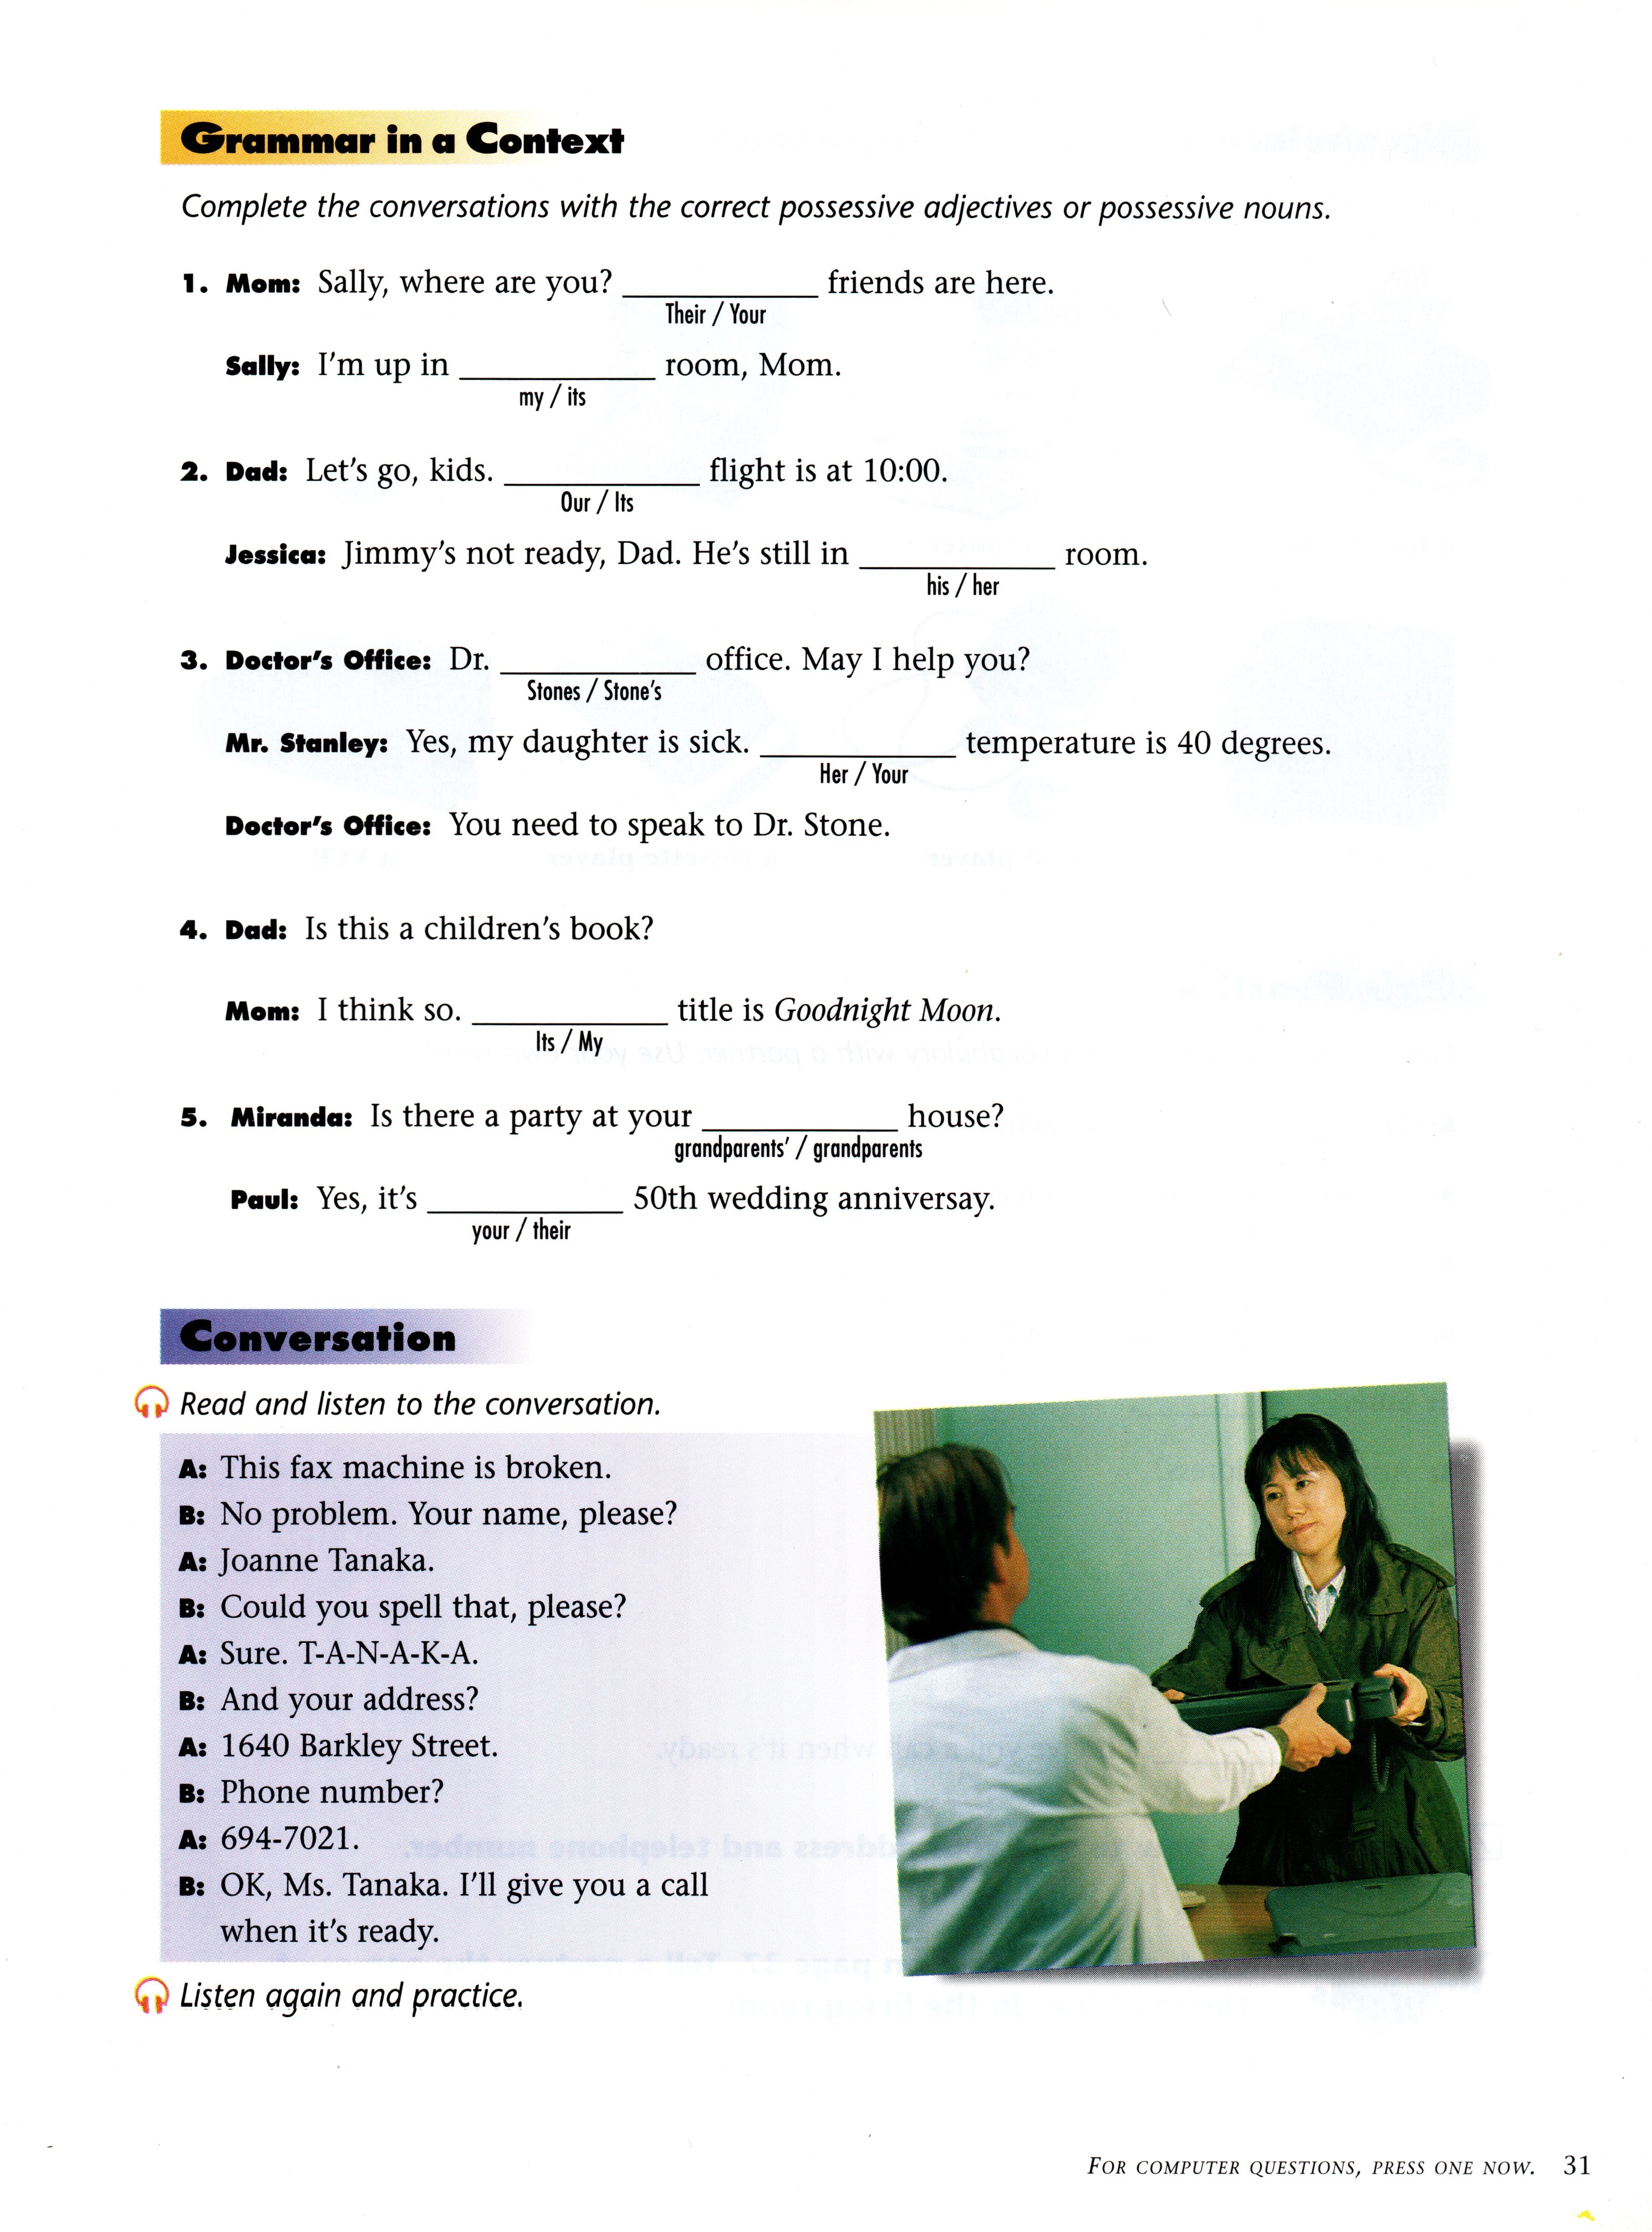 Grammar in a Context
Complete the conversations with the correct possessive adjectives or possessive nouns.
1. Mom: Sally, where are you? ____________ friends are here.
Their / Your
Sally: I'm up in ____________ room, Mom.
my / its
2. Dad: Let's go, kids. ____________ flight is at 10:00.
Our / Its
Jessica: Jimmy's not ready, Dad. He's still in ____________ room.
his / her
3. Doctor's Office: Dr. ____________ office. May I help you?
Stones / Stone's
Mr. Stanley: Yes, my daughter is sick. ____________ temperature is 40 degrees.
Her / Your
Doctor's Office: You need to speak to Dr. Stone.
4. Dad: Is this a children's book?
Mom: I think so. ____________ title is Goodnight Moon.
Its / My
5. Miranda: Is there a party at your ____________ house?
grandparents' / grandparents
Paul: Yes, it's ____________ 50th wedding anniversay.
your / their
Conversation
Read and listen to the conversation.
A: This fax machine is broken.
B: No problem. Your name, please?
A: Joanne Tanaka.
B: Could you spell that, please?
A: Sure. T-A-N-A-K-A.
B: And your address?
A: 1640 Barkley Street.
B: Phone number?
A: 694-7021.
B: OK, Ms. Tanaka. I'll give you a call
when it's ready.
Listen again and practice.
FOR COMPUTER QUESTIONS, PRESS ONE NOW. 31